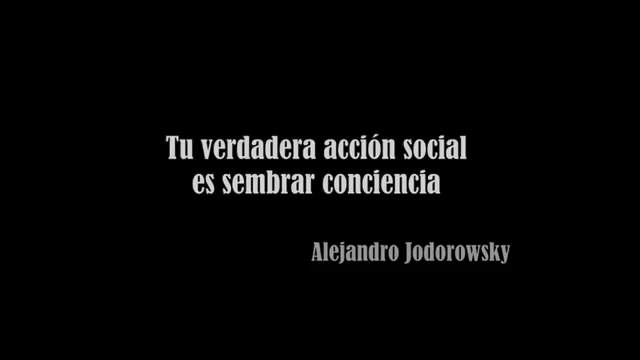 Tu verdadera acción social
es sembrar conciencia
Alejandro Jodorowsky